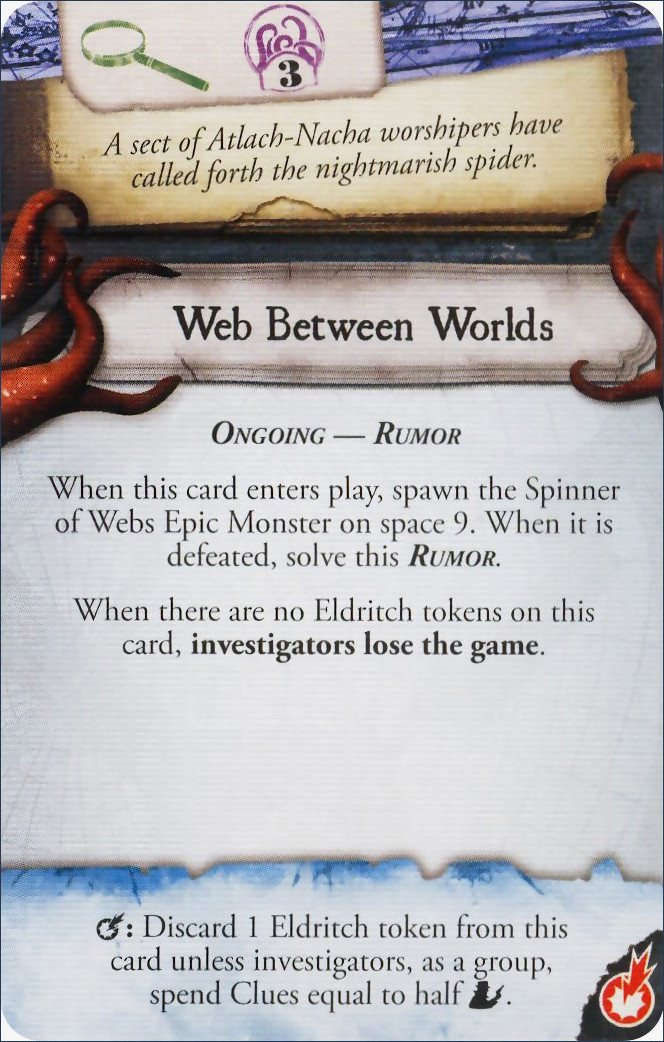 3
A sect of Atlach-Nacha worshipers have
called forth the nightmarish spider.
Web Between Worlds
Ongoing — Rumor
When this card enters play, spawn the Spinner
of Webs Epic Monster on space 9. When it is
defeated, solve this Rumor.
When there are no Eldritch tokens on this
card, investigators lose the game.
: Discard 1 Eldritch token from this
card unless investigators, as a group,
spend Clues equal to half .